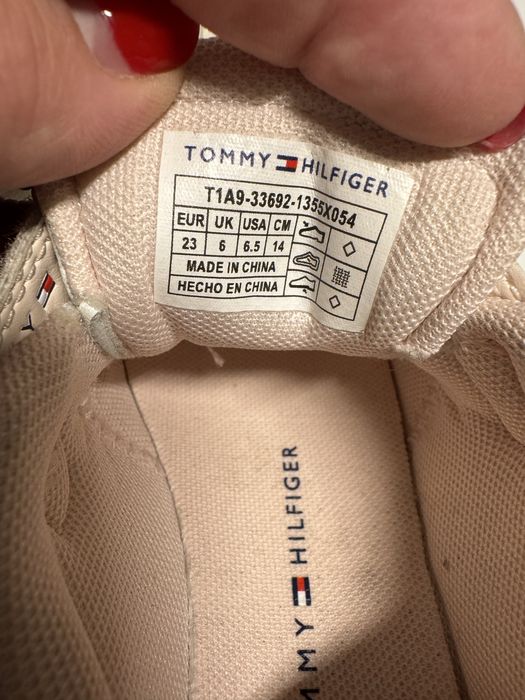 TOMMY HILFIGER
T1A9-33692-1355X054
EUR UK USA CM
23 6 6.5 14
MADE IN CHINA
HECHO EN CHINA
MMY HILFIGER